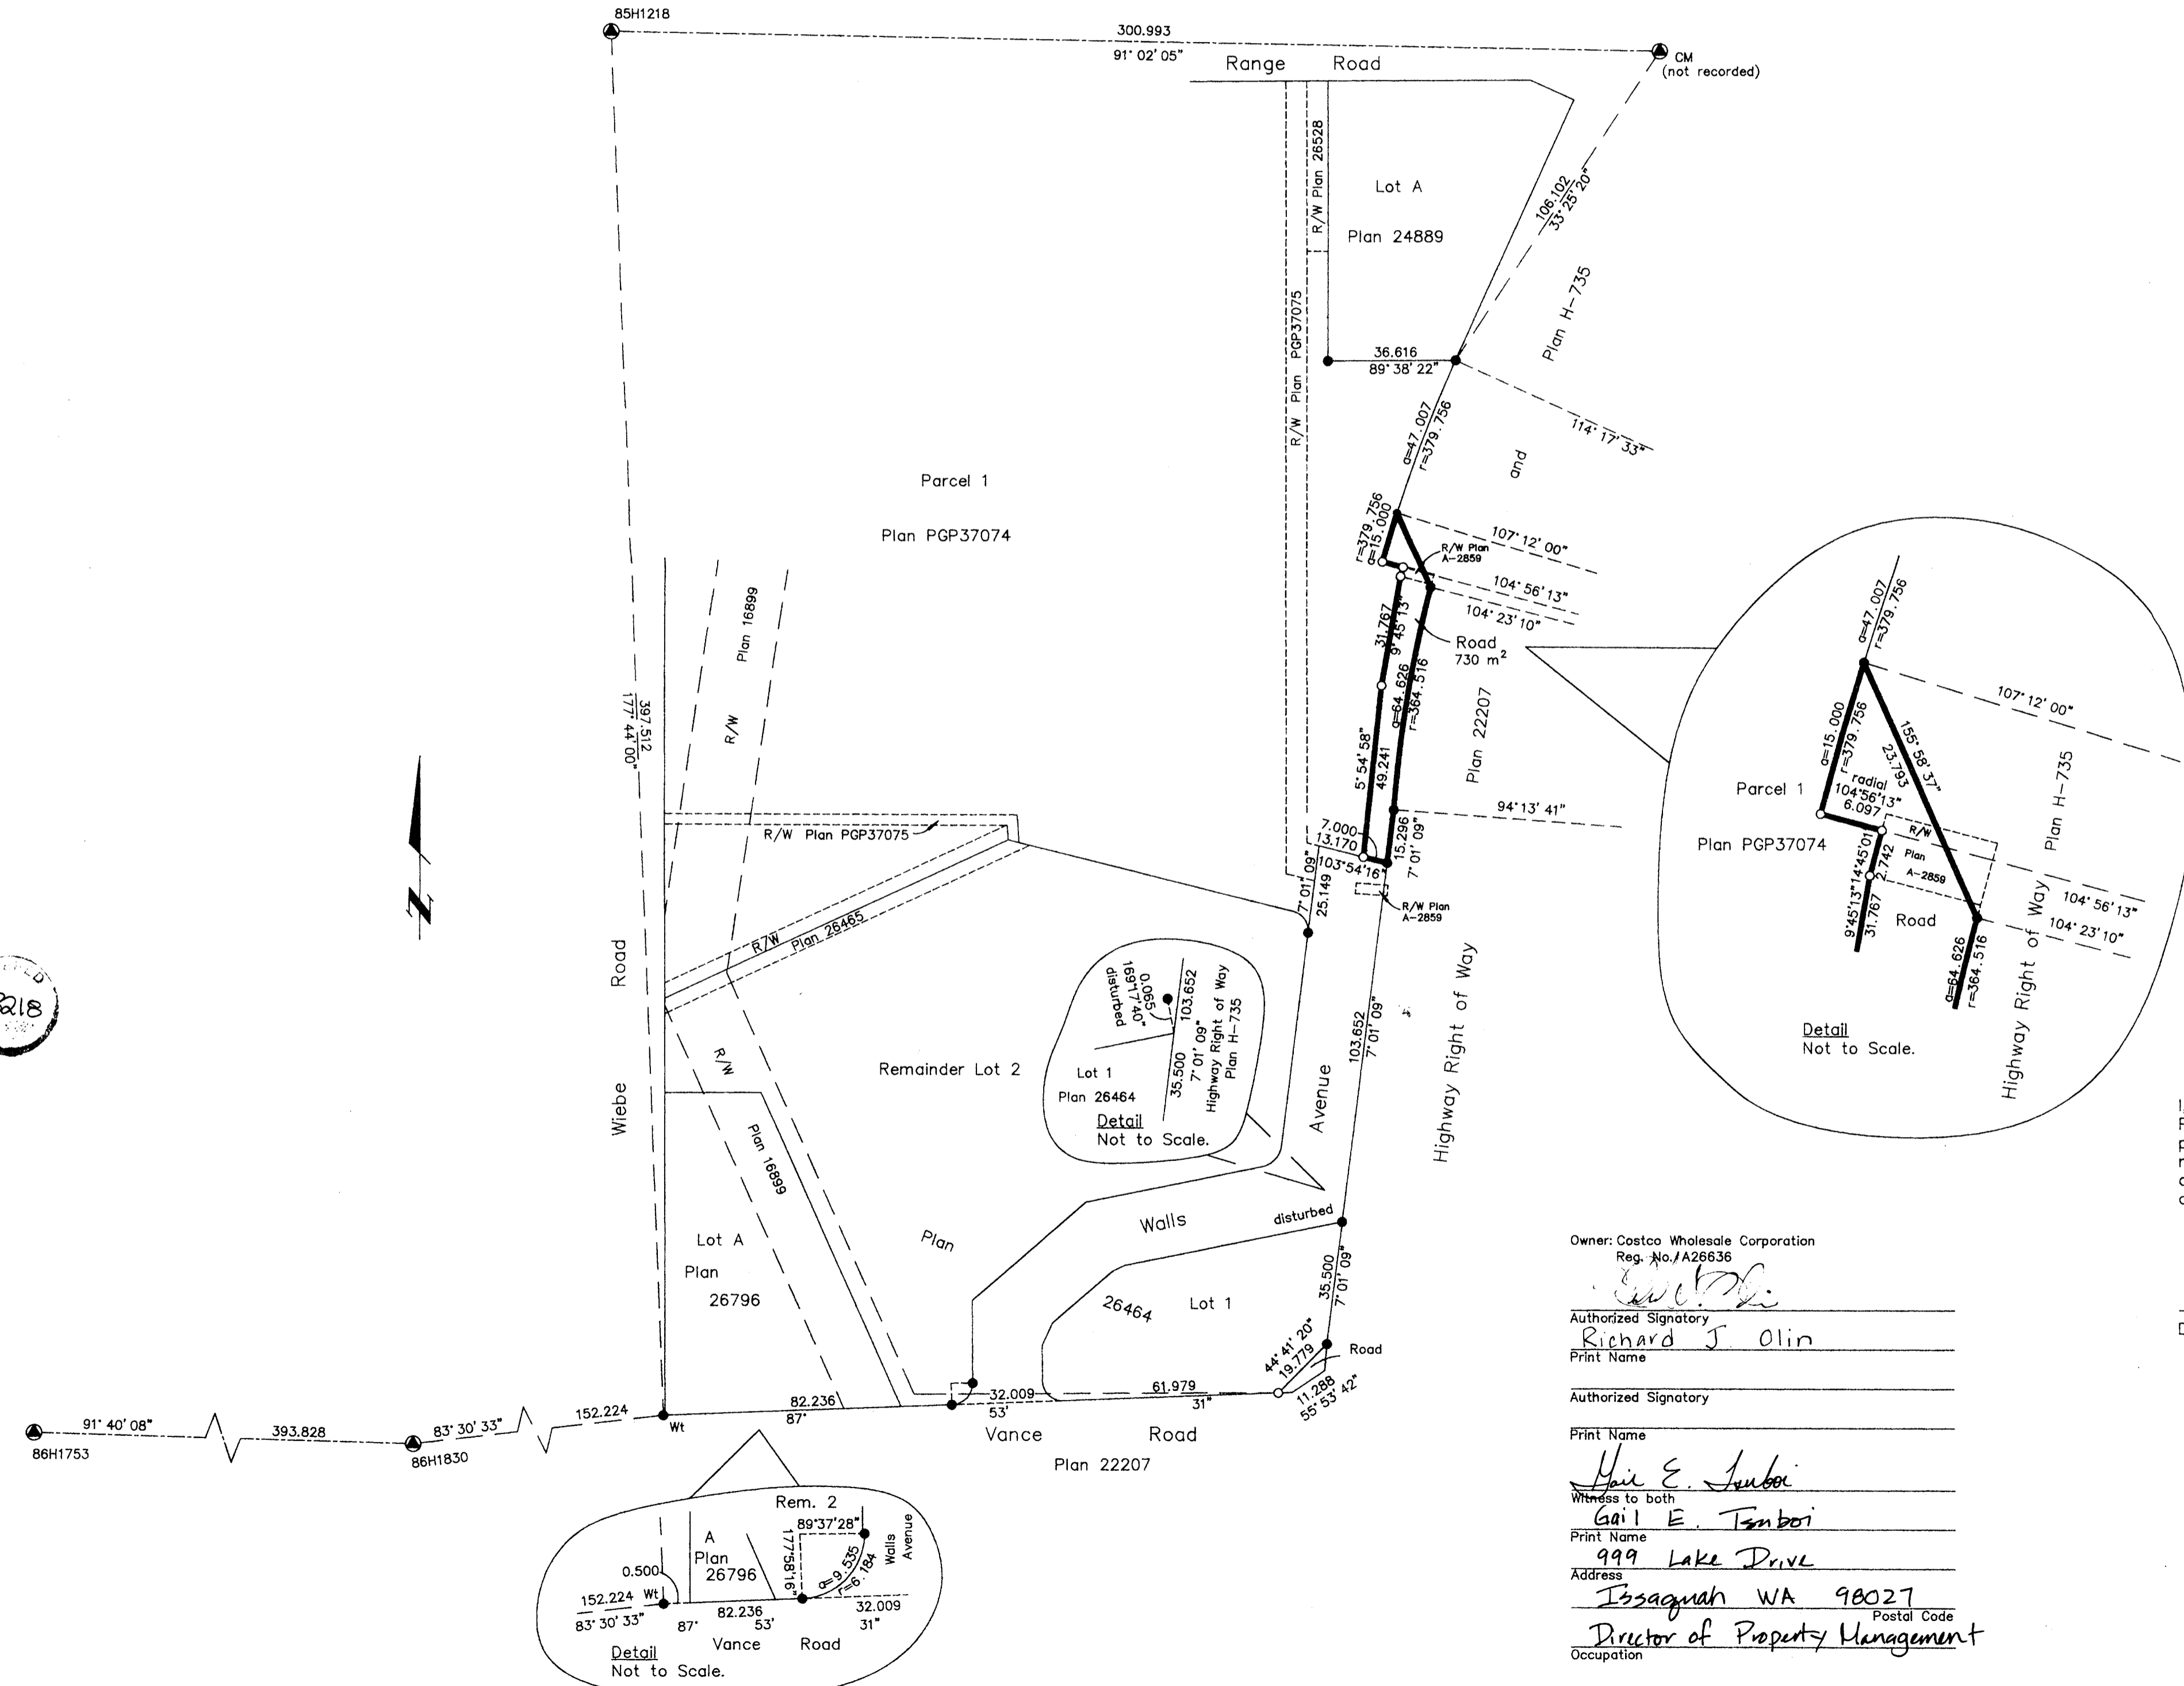 85H1218
300.993
91° 02' 05"
CM
(not recorded)
Range Road
R/W Plan 26528
Lot A
Plan 24889
106.102
33° 25' 20"
Plan H-735
R/W Plan PGP37075
36.616
89° 38' 22"
114° 17' 33"
a=47.007
r=379.756
and
Parcel 1
Plan PGP37074
r=379.756
a=15.000
107° 12' 00"
R/W Plan
A-2859
104° 56' 13"
104° 23' 10"
31.767
9° 45' 13"
Road
730 m²
a=64.626
r=364.516
5° 54' 58"
49.241
Plan 22207
94° 13' 41"
7.000
13.170
103° 54' 16"
15.296
7° 01' 09"
7° 01' 09"
25.149
R/W Plan
A-2859
R/W Plan 16899
397.512
177° 44' 00"
R/W Plan PGP37075
R/W Plan 26465
Wiebe Road
N
218
R/W
Plan 16899
Remainder Lot 2
Plan
26464
Lot A
Plan
26796
disturbed
169°17'40"
0.065
103.652
35.500
7° 01' 09"
Highway Right of Way
Plan H-735
Lot 1
Plan 26464
Detail
Not to Scale.
Walls Avenue
103.652
7° 01' 09"
Highway Right of Way
disturbed
35.500
7° 01' 09"
Lot 1
44° 41' 20"
19.779
Road
11.288
55° 53' 42"
91° 40' 08"
393.828
86H1753
83° 30' 33"
86H1830
152.224
Wt
82.236
32.009
61.979
87° 53' 31"
Vance Road
Plan 22207
Rem. 2
89°37'28"
177°58'16"
a=9.535
r=6.184
Walls
Avenue
A
Plan
26796
0.500
152.224 Wt
83° 30' 33"
82.236
32.009
87° 53' 31"
Vance Road
Detail
Not to Scale.
a=47.007
r=379.756
107° 12' 00"
a=15.000
r=379.756
155° 58' 37"
23.793
radial
104°56'13"
6.097
Parcel 1
Plan PGP37074
R/W
Plan
A-2859
14°45'01"
2.742
9°45'13"
31.767
Road
Plan H-735
104° 56' 13"
104° 23' 10"
a=64.626
r=364.516
Highway Right of Way
Detail
Not to Scale.
Owner: Costco Wholesale Corporation
Reg. No. A26636
Authorized Signatory
Richard J. Olin
Print Name
Authorized Signatory
Print Name
Gail E. Tsuboi
Witness to both
Gail E. Tsuboi
Print Name
999 Lake Drive
Address
Issaquah WA 98027
Postal Code
Director of Property Management
Occupation